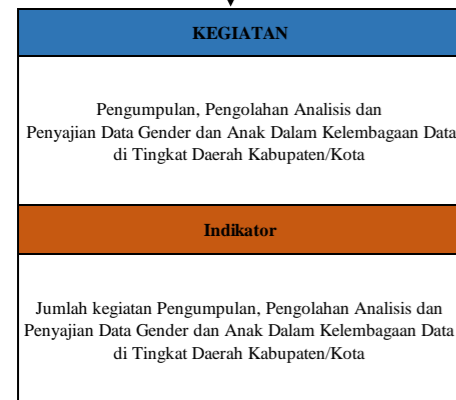 KEGIATAN
Pengumpulan, Pengolahan Analisis dan
Penyajian Data Gender dan Anak Dalam Kelembagaan Data
di Tingkat Daerah Kabupaten/Kota
Indikator
Jumlah kegiatan Pengumpulan, Pengolahan Analisis dan
Penyajian Data Gender dan Anak Dalam Kelembagaan Data
di Tingkat Daerah Kabupaten/Kota